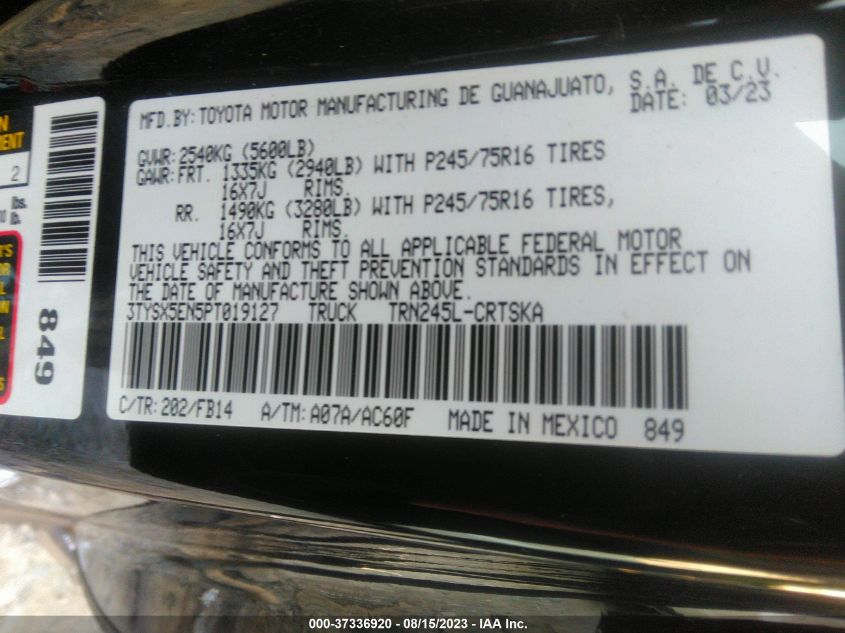 MFD.BY:TOYOTA MOTOR MANUFACTURING DE GUANAJUATO, S.A. DE C.V.
DATE: 03/23
GVWR:2540KG (5600LB)
GAWR:FRT. 1335KG (2940LB) WITH P245/75R16 TIRES
16X7J RIMS.
RR. 1490KG (3280LB) WITH P245/75R16 TIRES,
16X7J RIMS.
THIS VEHICLE CONFORMS TO ALL APPLICABLE FEDERAL MOTOR
VEHICLE SAFETY AND THEFT PREVENTION STANDARDS IN EFFECT ON
THE DATE OF MANUFACTURE SHOWN ABOVE.
3TYSX5EN5PT019127 TRUCK TRN245L-CRTSKA
C/TR:202/FB14 A/TM:A07A/AC60F MADE IN MEXICO 849
2
lbs.
lb.
849
000-37336920 - 08/15/2023 - IAA Inc.